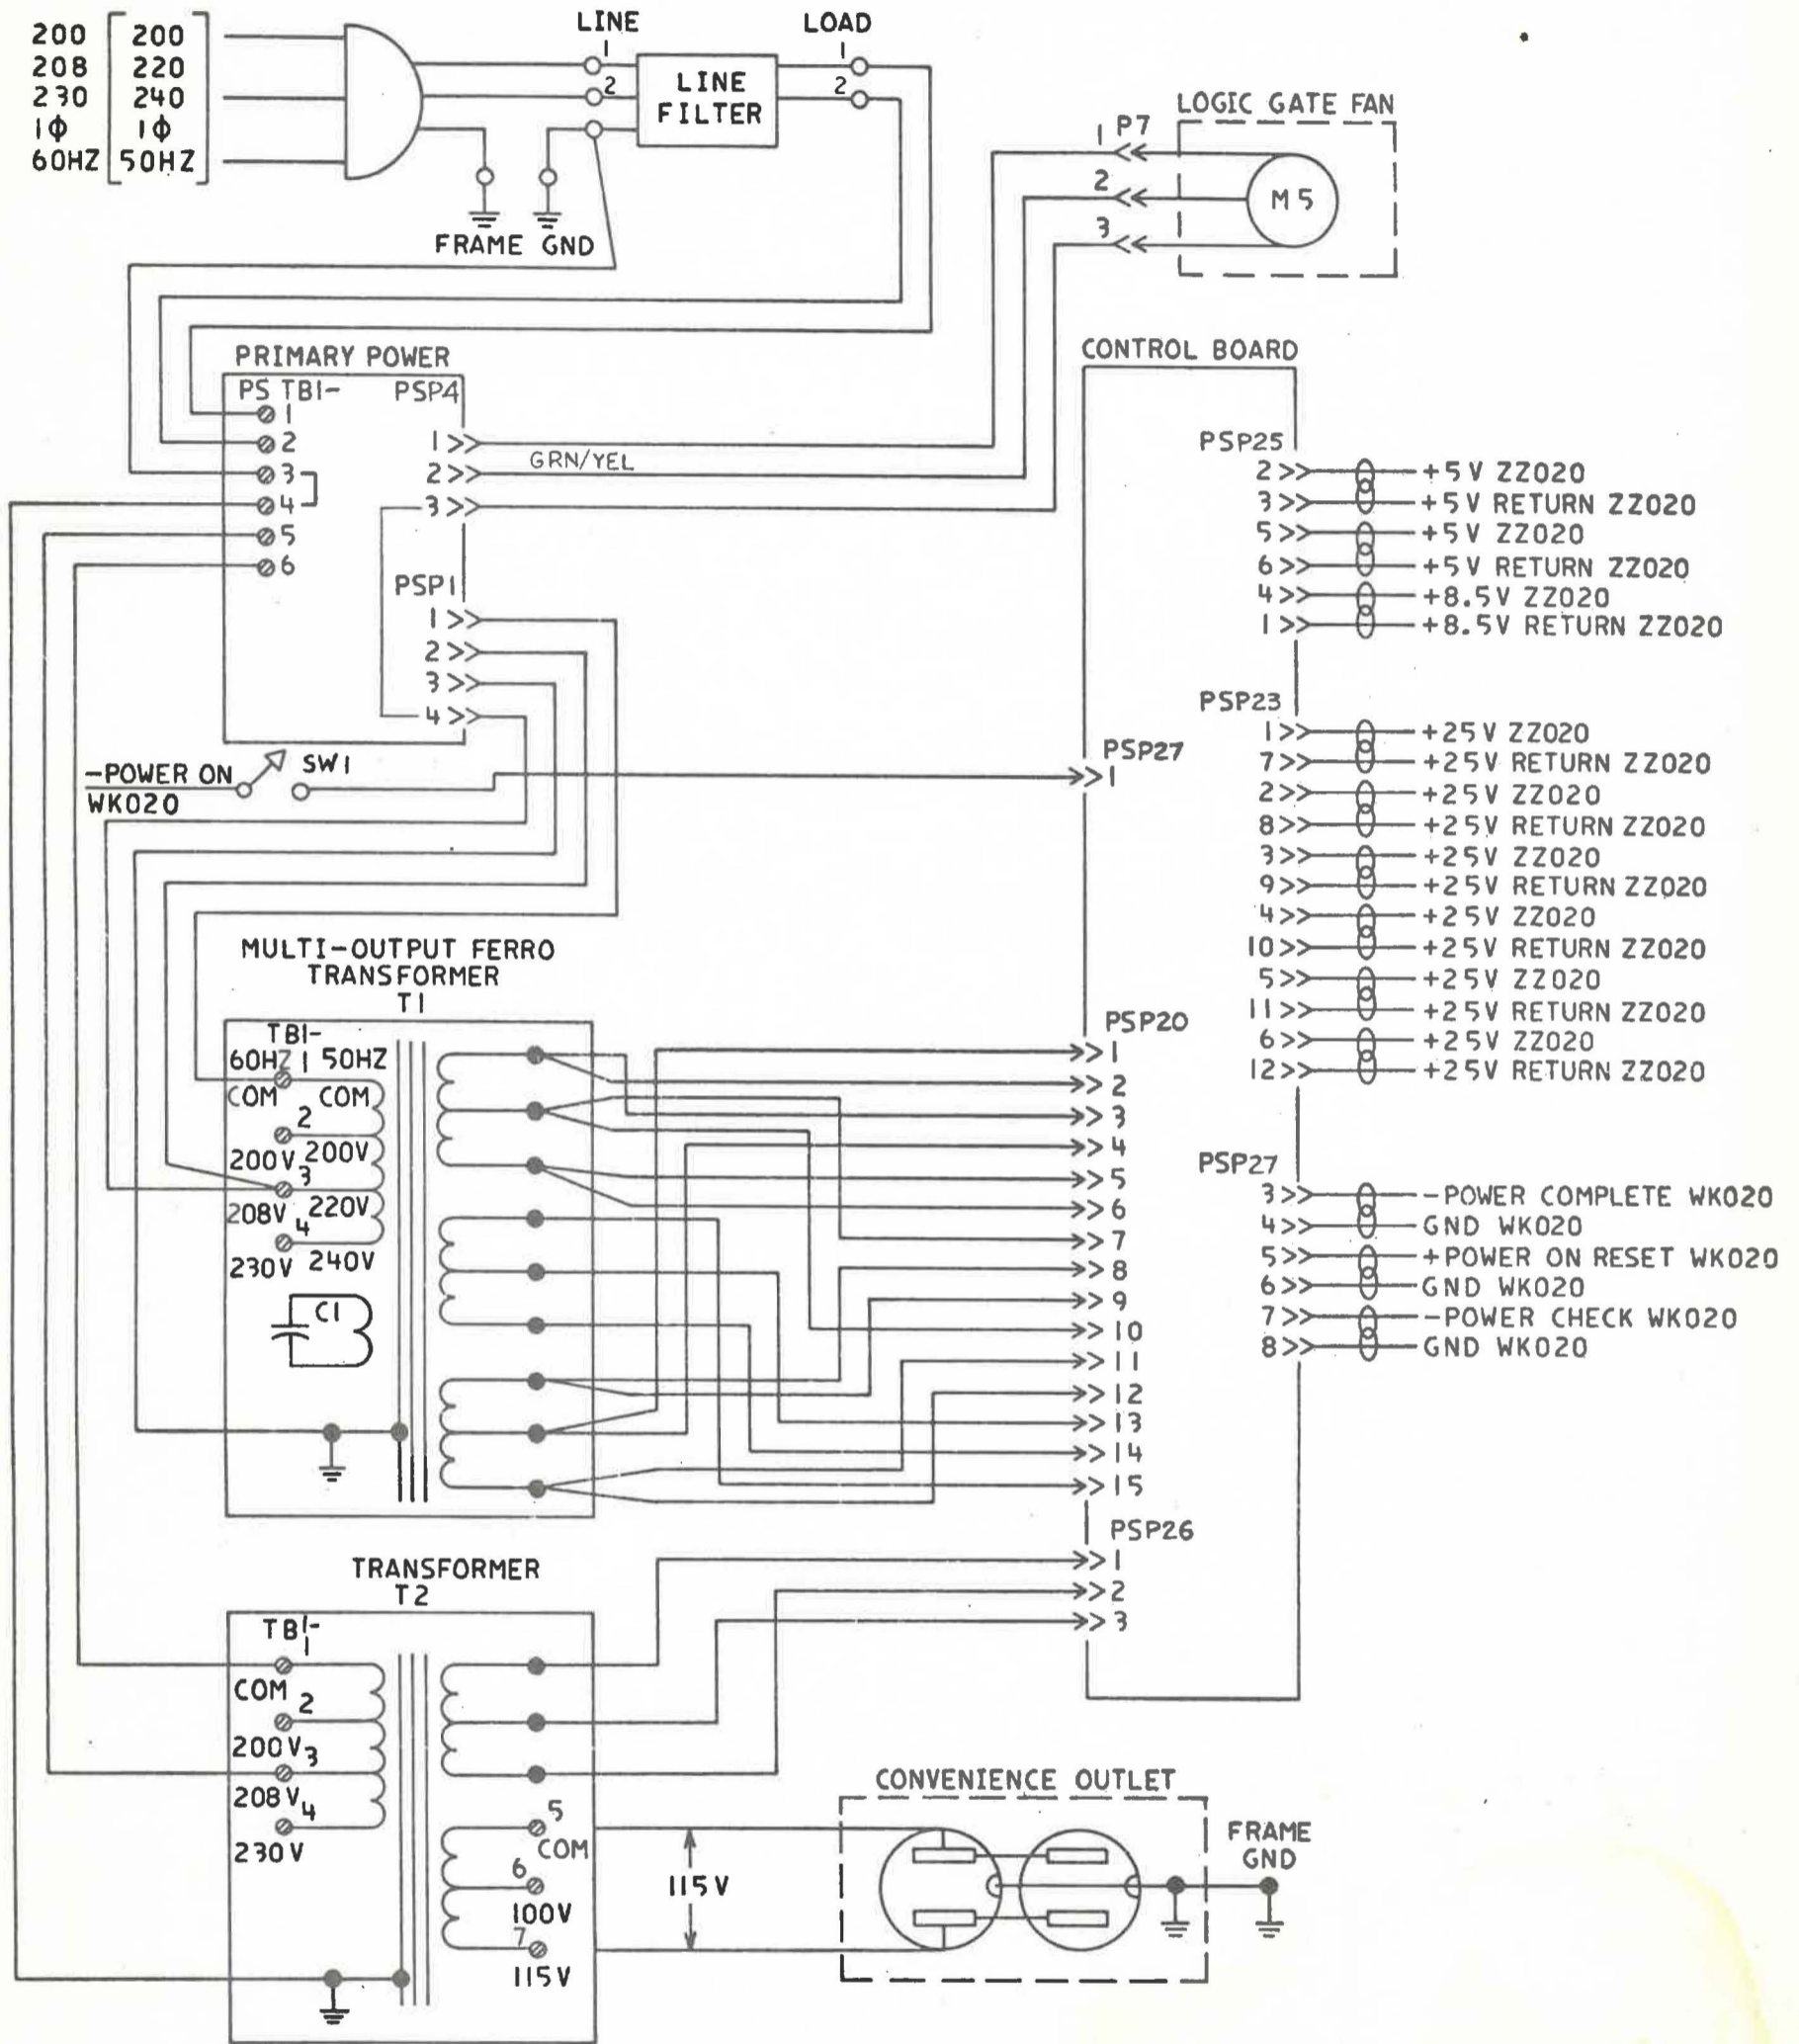 200 200
208 220
230 240
1Φ 1Φ
60HZ 50HZ
LINE
1
2
LINE
FILTER
LOAD
1
2
FRAME GND
LOGIC GATE FAN
P7
1
2
3
M5
PRIMARY POWER
PS TB1-
1
2
3
4
5
6
PSP4
1
2
3
GRN/YEL
PSP1
1
2
3
4
-POWER ON
WK020
SW1
CONTROL BOARD
PSP25
2 +5V ZZ020
3 +5V RETURN ZZ020
5 +5V ZZ020
6 +5V RETURN ZZ020
4 +8.5V ZZ020
1 +8.5V RETURN ZZ020
PSP23
1 +25V ZZ020
7 +25V RETURN ZZ020
2 +25V ZZ020
8 +25V RETURN ZZ020
3 +25V ZZ020
9 +25V RETURN ZZ020
4 +25V ZZ020
10 +25V RETURN ZZ020
5 +25V ZZ020
11 +25V RETURN ZZ020
6 +25V ZZ020
12 +25V RETURN ZZ020
PSP27
3 -POWER COMPLETE WK020
4 GND WK020
5 +POWER ON RESET WK020
6 GND WK020
7 -POWER CHECK WK020
8 GND WK020
PSP27
1
MULTI-OUTPUT FERRO
TRANSFORMER
T1
TB1-
60HZ 1 50HZ
COM COM
2
200V 200V
3
208V 220V
4
230V 240V
C1
PSP20
1
2
3
4
5
6
7
8
9
10
11
12
13
14
15
PSP26
1
2
3
TRANSFORMER
T2
TB1-
1
COM
2
200V
3
208V
4
230V
5
COM
6
100V
7
115V
115V
CONVENIENCE OUTLET
FRAME
GND